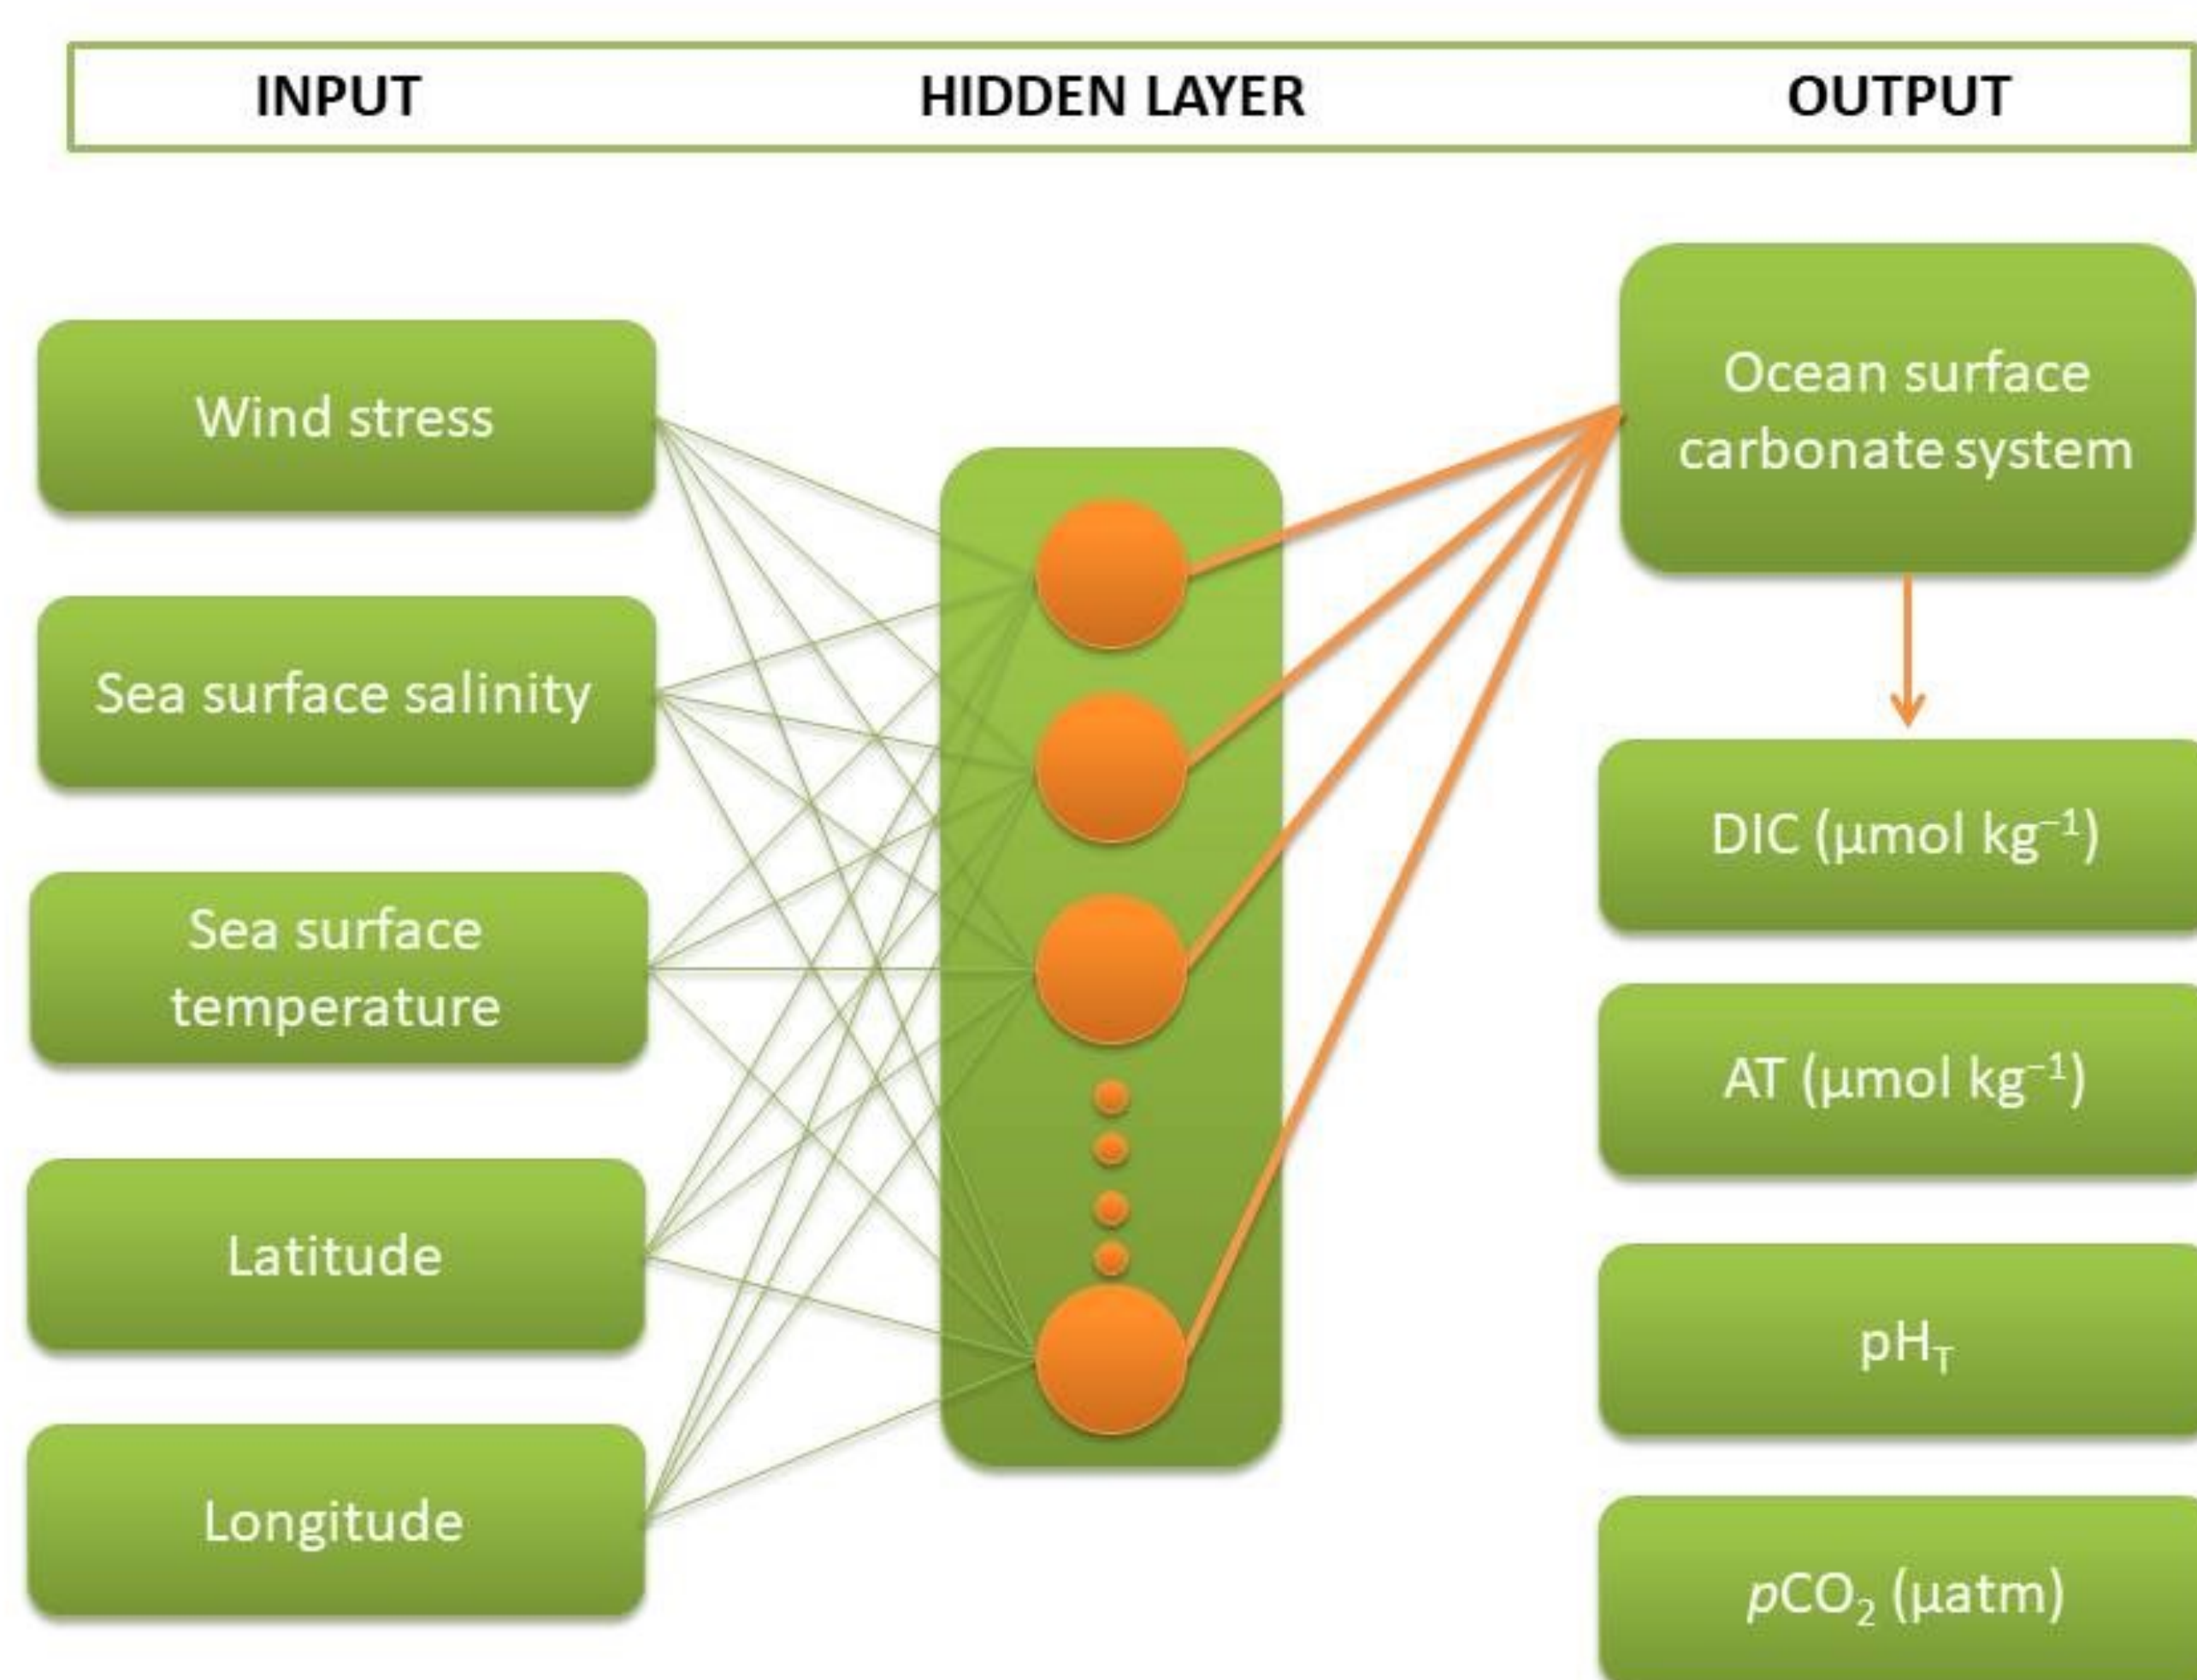 INPUT HIDDEN LAYER OUTPUT
Wind stress
Sea surface salinity
Sea surface
temperature
Latitude
Longitude
Ocean surface
carbonate system
DIC (μmol kg⁻¹)
AT (μmol kg⁻¹)
pH_T
pCO₂ (μatm)